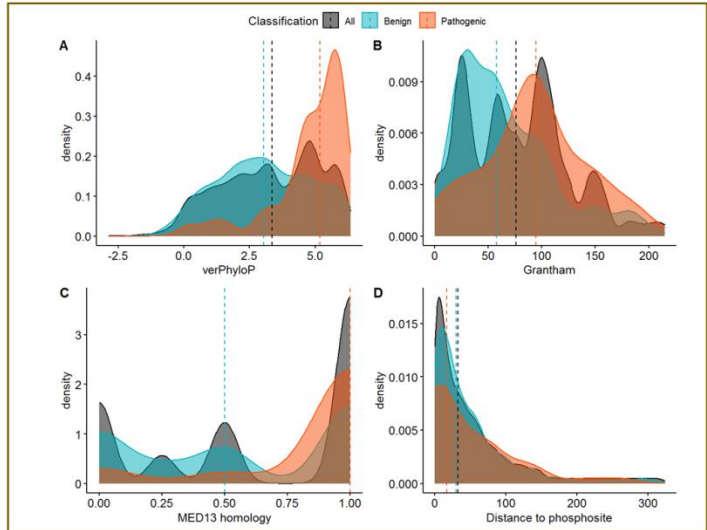 Classification All Benign Pathogenic
A
density
0.4
0.3
0.2
0.1
0.0
-2.5 0.0 2.5 5.0
verPhyloP
B
density
0.009
0.006
0.003
0.000
0 50 100 150 200
Grantham
C
density
3
2
1
0
0.00 0.25 0.50 0.75 1.00
MED13 homology
D
density
0.015
0.010
0.005
0.000
0 100 200 300
Distance to phosphosite